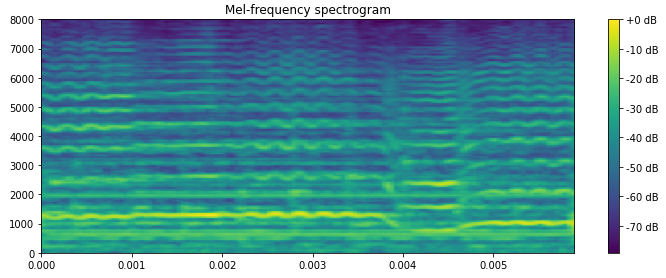 Mel-frequency spectrogram
8000
7000
6000
5000
4000
3000
2000
1000
0
0.000 0.001 0.002 0.003 0.004 0.005
+0 dB
-10 dB
-20 dB
-30 dB
-40 dB
-50 dB
-60 dB
-70 dB